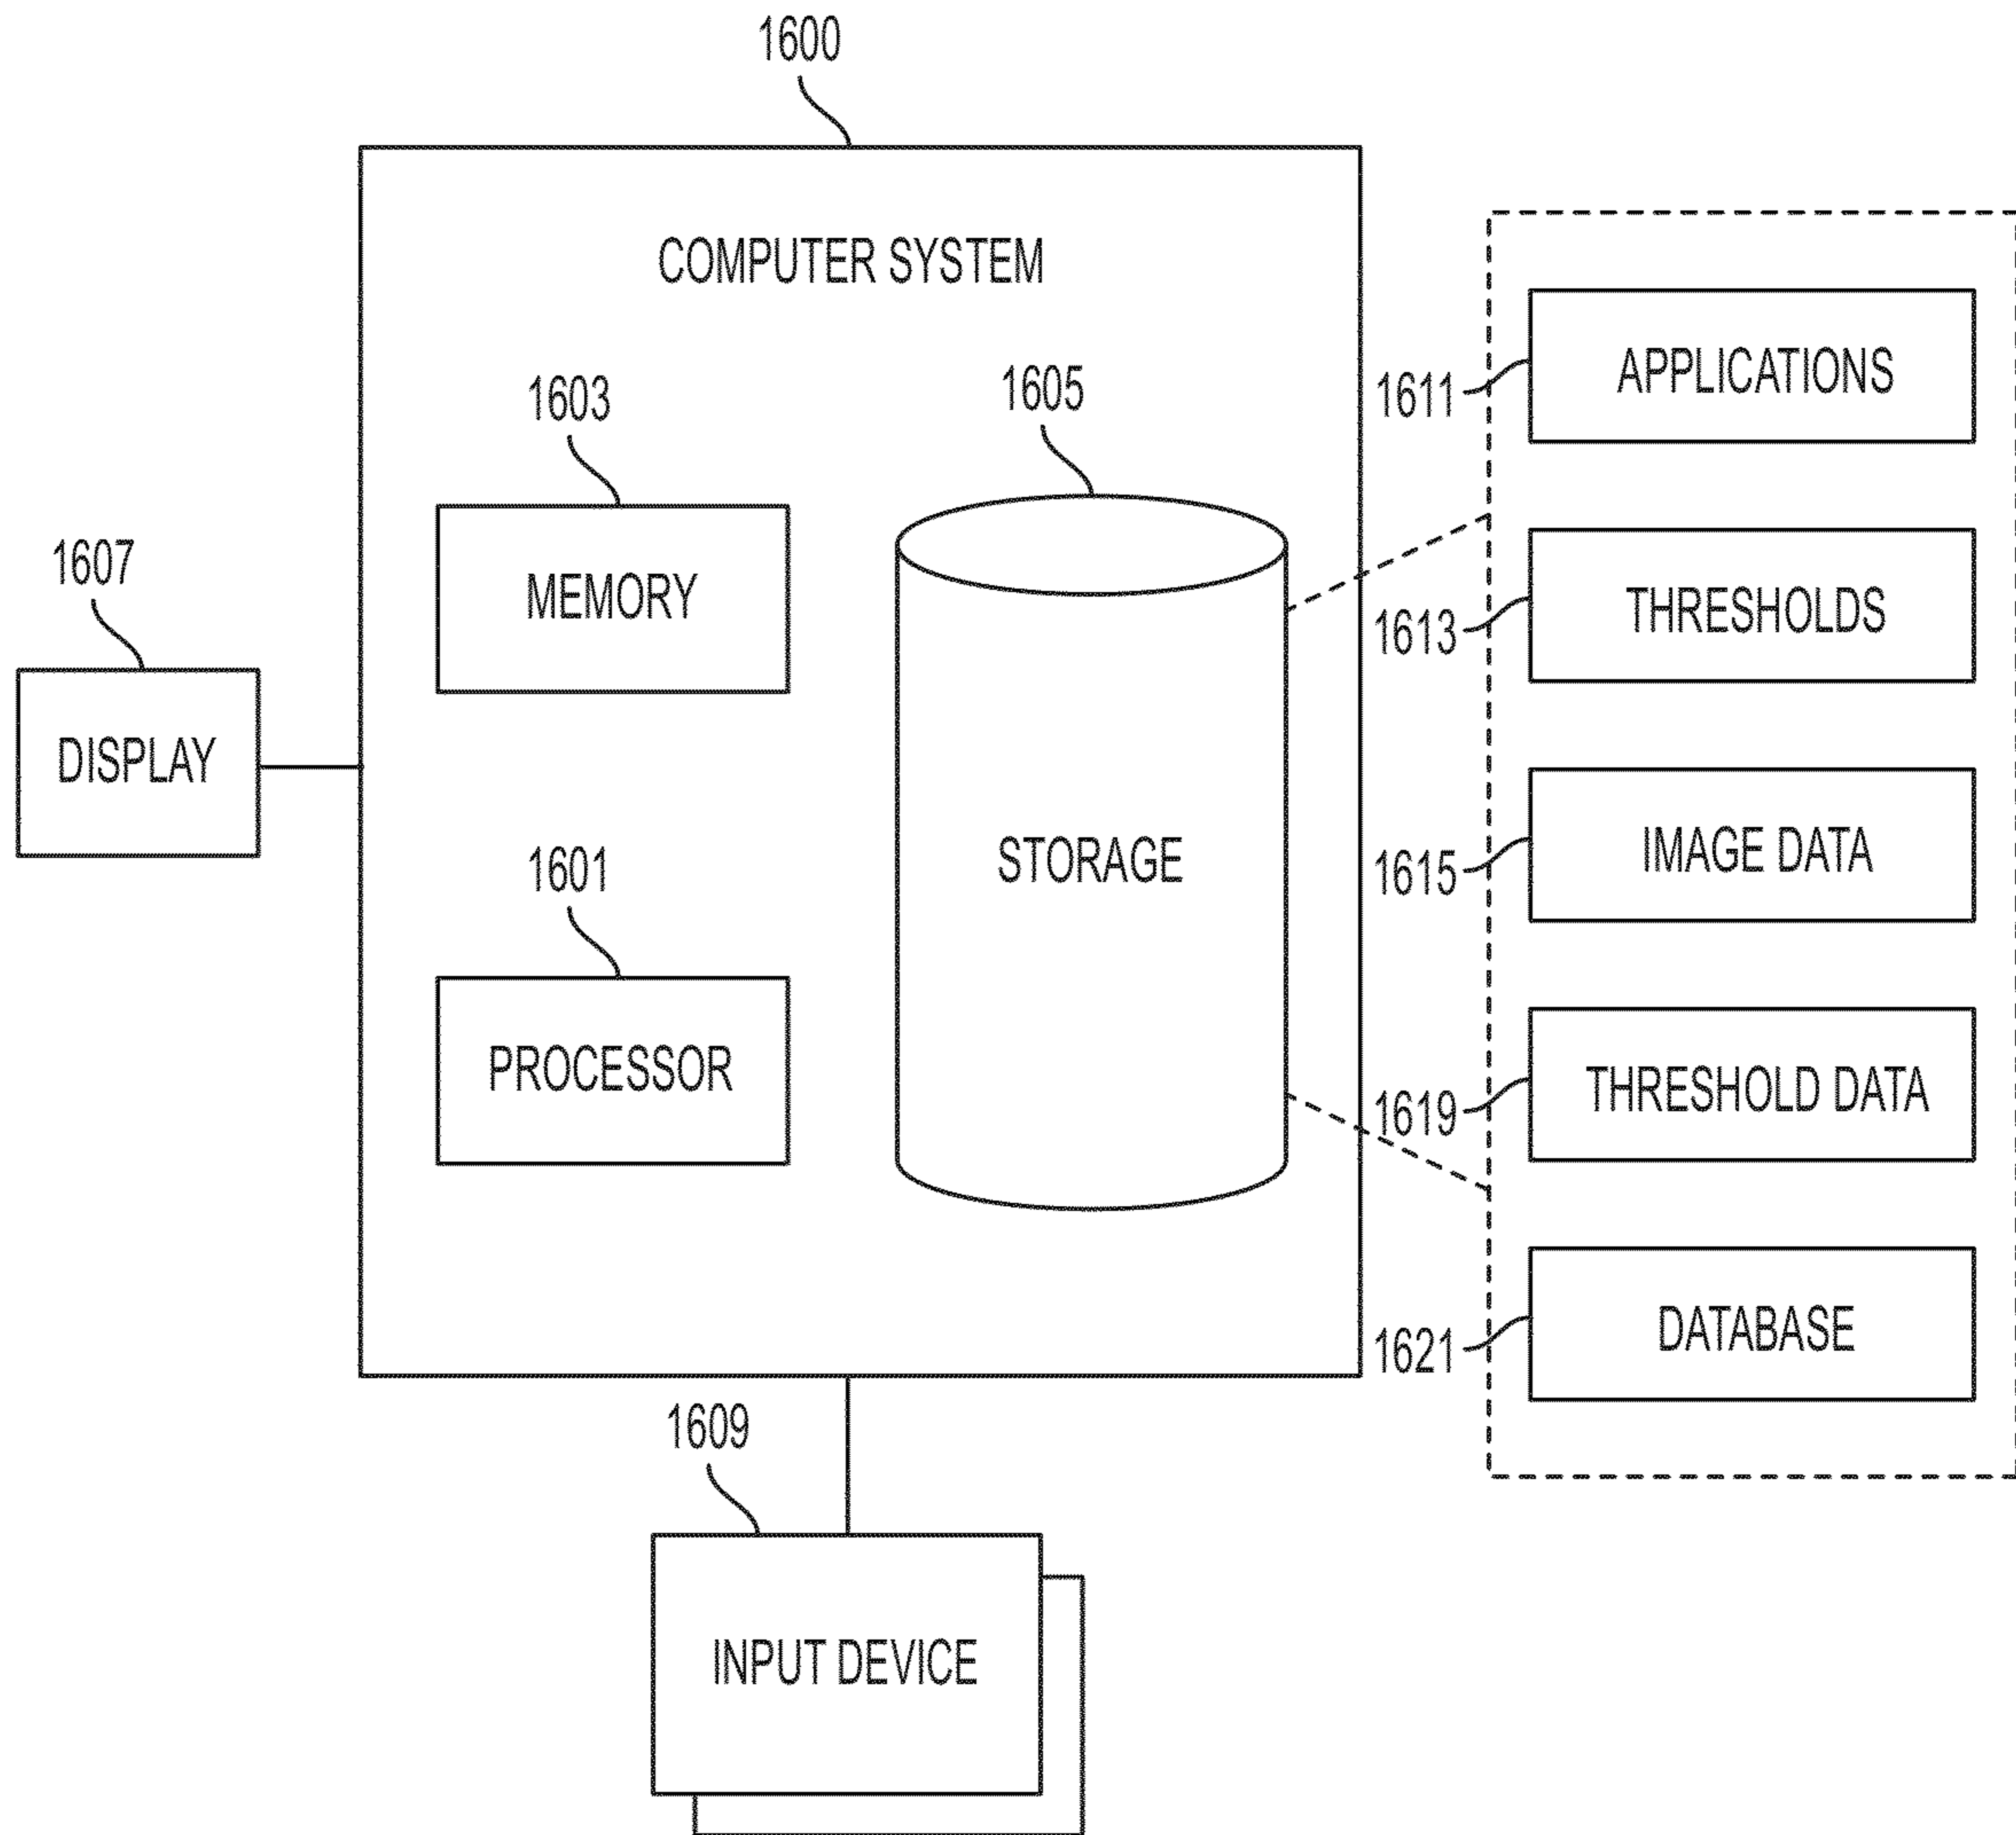 1600
COMPUTER SYSTEM
1603
MEMORY
1605
STORAGE
1601
PROCESSOR
1607
DISPLAY
1611
APPLICATIONS
1613
THRESHOLDS
1615
IMAGE DATA
1619
THRESHOLD DATA
1621
DATABASE
1609
INPUT DEVICE